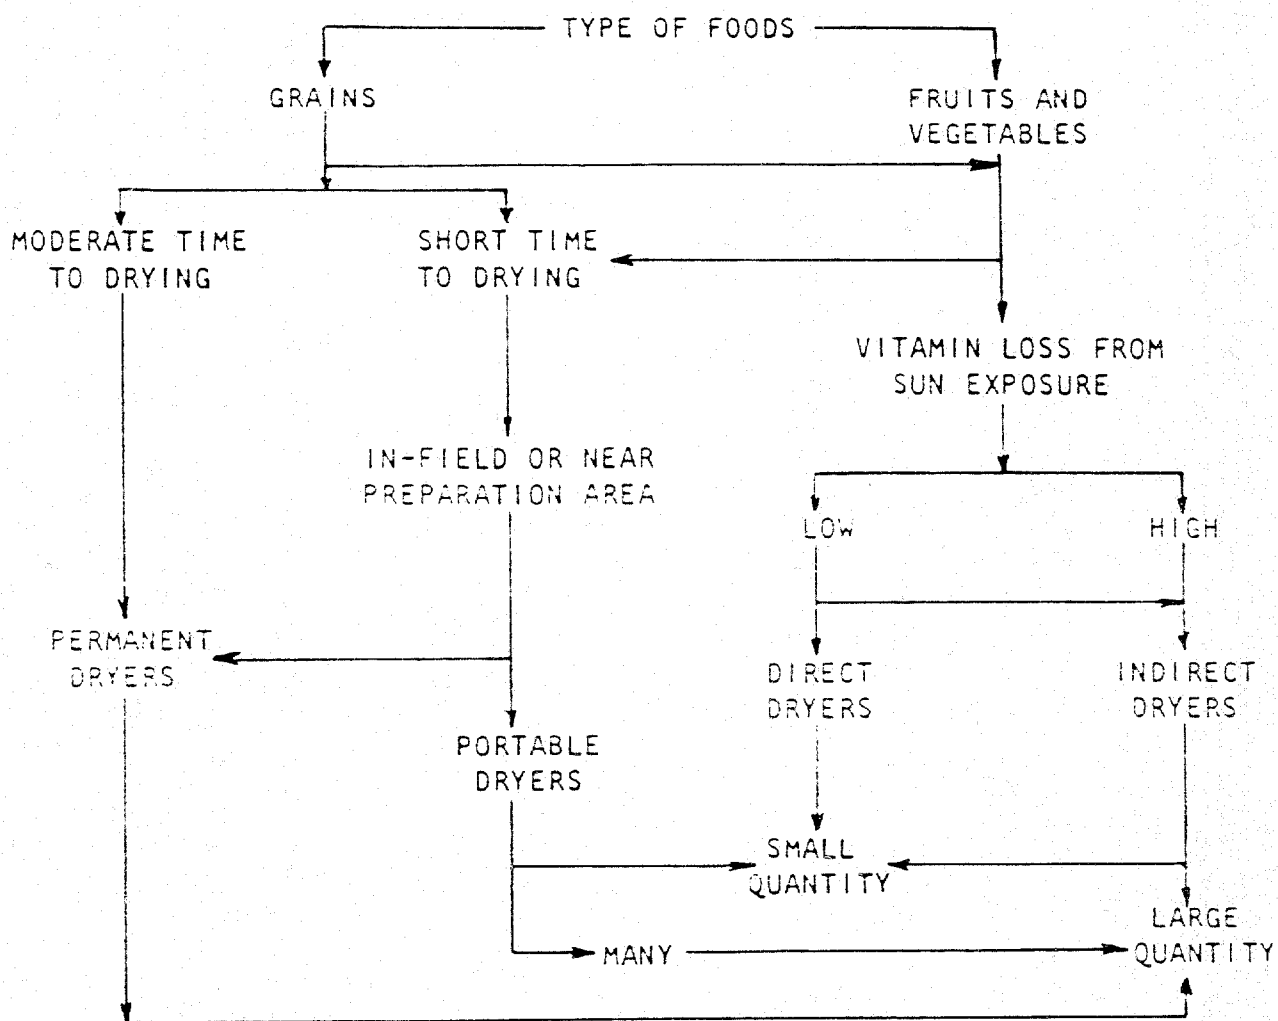 TYPE OF FOODS
GRAINS
FRUITS AND
VEGETABLES
MODERATE TIME
TO DRYING
SHORT TIME
TO DRYING
VITAMIN LOSS FROM
SUN EXPOSURE
IN-FIELD OR NEAR
PREPARATION AREA
LOW
HIGH
PERMANENT
DRYERS
DIRECT
DRYERS
INDIRECT
DRYERS
PORTABLE
DRYERS
SMALL
QUANTITY
LARGE
QUANTITY
MANY